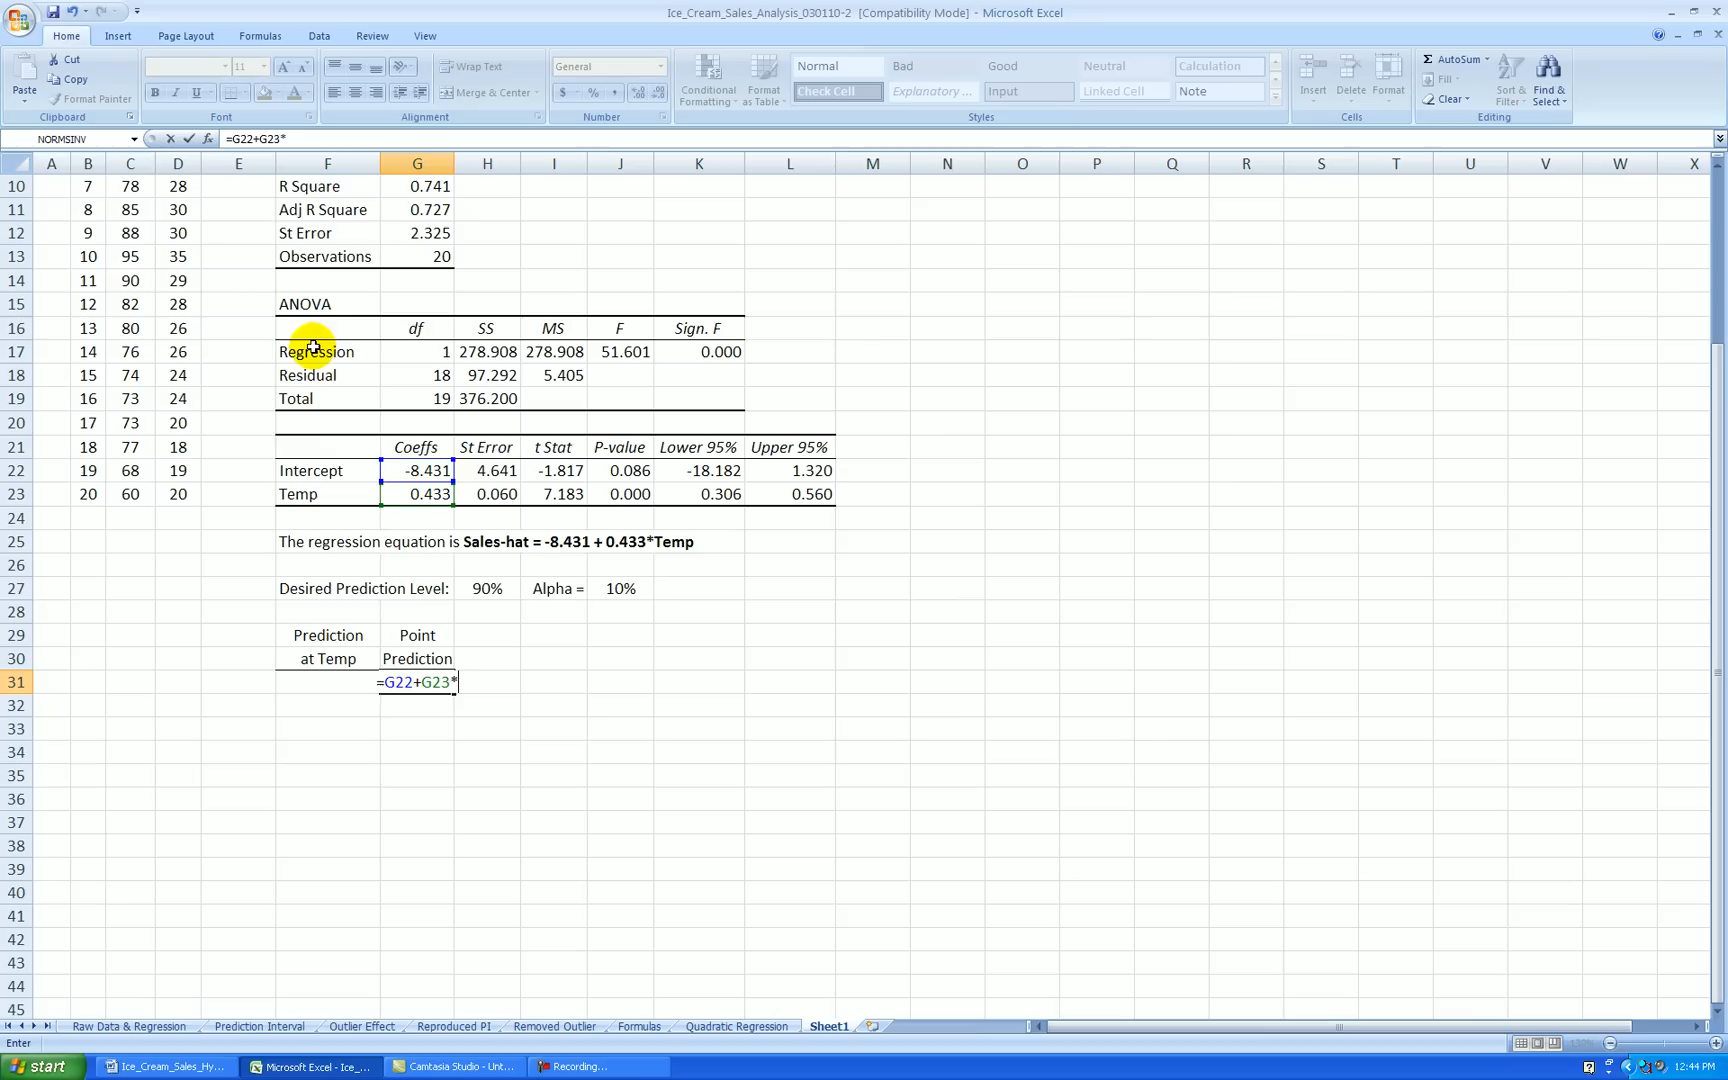 Ice_Cream_Sales_Analysis_030110-2 [Compatibility Mode] - Microsoft Excel
Home Insert Page Layout Formulas Data Review View
Paste Cut Copy Format Painter Clipboard
11 A A B I U A Font
Wrap Text Merge & Center Alignment
General $ % , Number
Conditional Formatting Format as Table
Normal Bad Good Neutral Calculation
Check Cell Explanatory ... Input Linked Cell Note
Styles
Insert Delete Format Cells
Σ AutoSum Fill Clear Sort & Filter Find & Select Editing
NORMSINV fx =G22+G23*
A B C D E F G H I J K L M N O P Q R S T U V W X
10 7 78 28 R Square 0.741
11 8 85 30 Adj R Square 0.727
12 9 88 30 St Error 2.325
13 10 95 35 Observations 20
14 11 90 29
15 12 82 28 ANOVA
16 13 80 26 df SS MS F Sign. F
17 14 76 26 Regression 1 278.908 278.908 51.601 0.000
18 15 74 24 Residual 18 97.292 5.405
19 16 73 24 Total 19 376.200
20 17 73 20
21 18 77 18 Coeffs St Error t Stat P-value Lower 95% Upper 95%
22 19 68 19 Intercept -8.431 4.641 -1.817 0.086 -18.182 1.320
23 20 60 20 Temp 0.433 0.060 7.183 0.000 0.306 0.560
24
25 The regression equation is Sales-hat = -8.431 + 0.433*Temp
26
27 Desired Prediction Level: 90% Alpha = 10%
28
29 Prediction Point
30 at Temp Prediction
31 =G22+G23*
32
33
34
35
36
37
38
39
40
41
42
43
44
45
Raw Data & Regression Prediction Interval Outlier Effect Reproduced PI Removed Outlier Formulas Quadratic Regression Sheet1
Enter
start Ice_Cream_Sales_Hy... Microsoft Excel - Ice_... Camtasia Studio - Unt... Recording... 12:44 PM